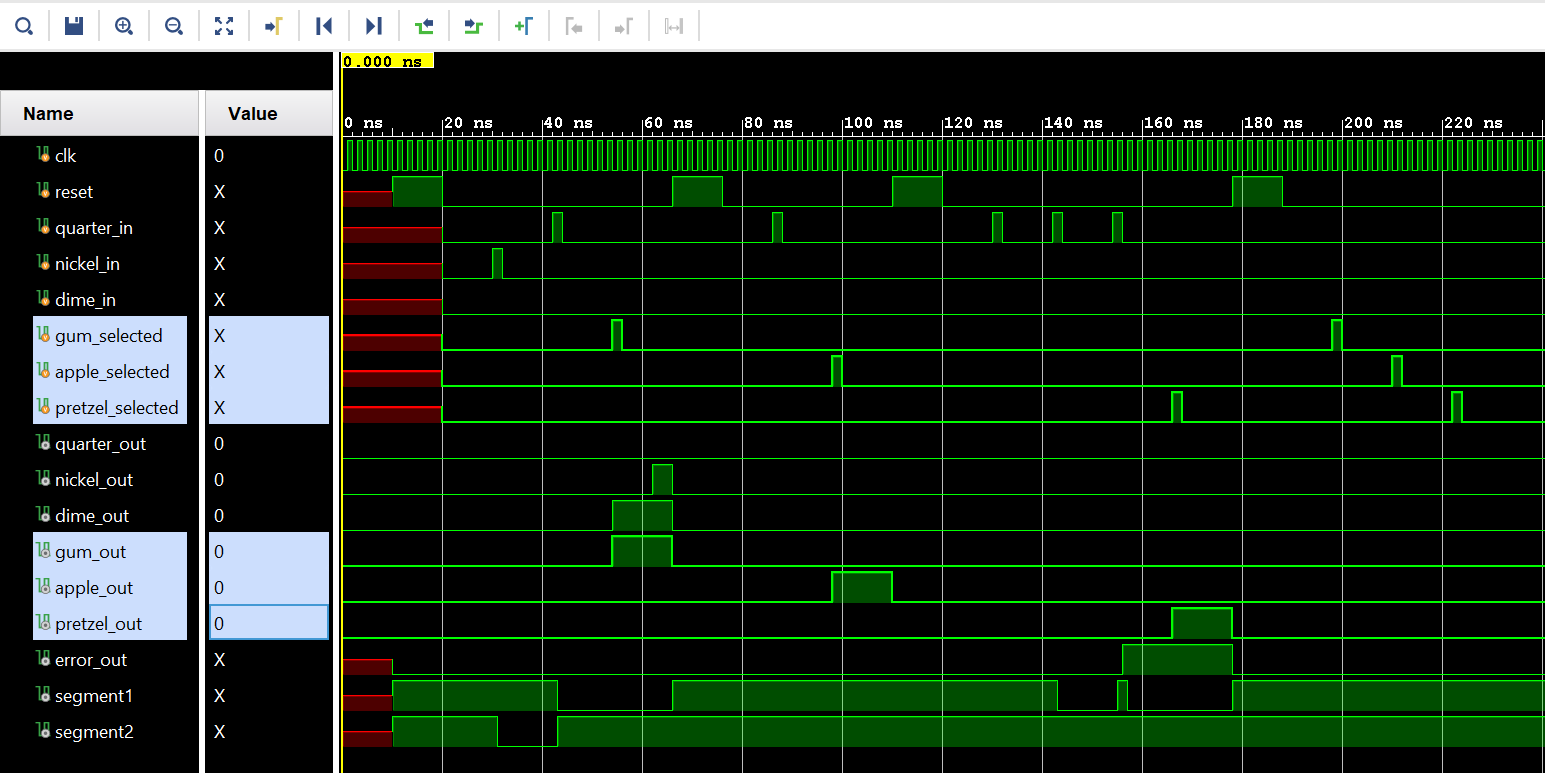 0.000 ns
Name Value
0 ns 20 ns 40 ns 60 ns 80 ns 100 ns 120 ns 140 ns 160 ns 180 ns 200 ns 220 ns
clk 0
reset X
quarter_in X
nickel_in X
dime_in X
gum_selected X
apple_selected X
pretzel_selected X
quarter_out 0
nickel_out 0
dime_out 0
gum_out 0
apple_out 0
pretzel_out 0
error_out X
segment1 X
segment2 X